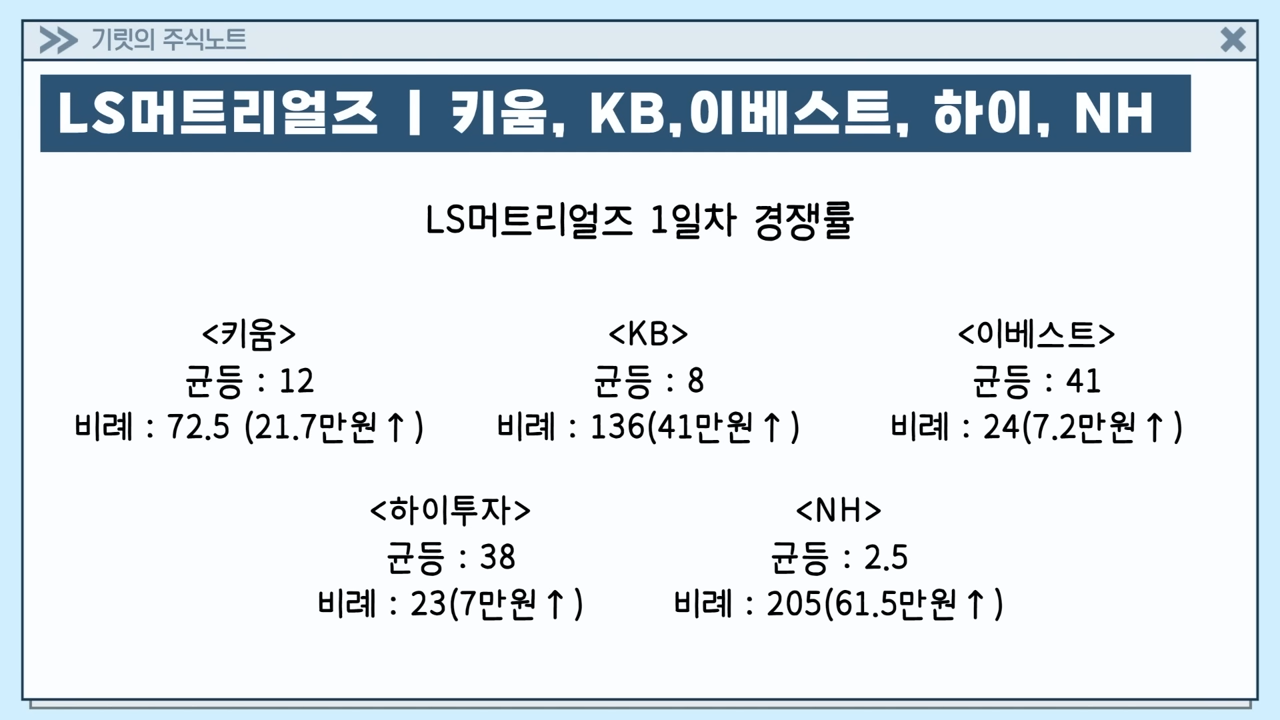 기릿의 주식노트
LS머트리얼즈 | 키움, KB,이베스트, 하이, NH
LS머트리얼즈 1일차 경쟁률
<키움>
균등 : 12
비례 : 72.5 (21.7만원↑)
<KB>
균등 : 8
비례 : 136(41만원↑)
<이베스트>
균등 : 41
비례 : 24(7.2만원↑)
<하이투자>
균등 : 38
비례 : 23(7만원↑)
<NH>
균등 : 2.5
비례 : 205(61.5만원↑)